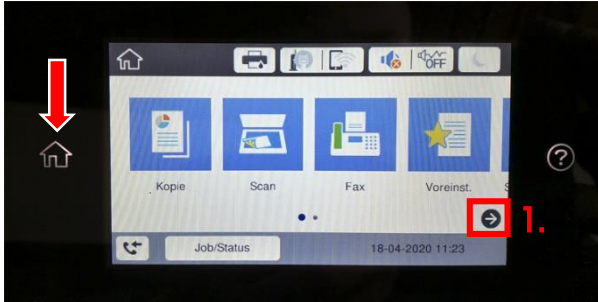 OFF
Kopie Scan Fax Voreinst. S
1.
Job/Status 18-04-2020 11:23
?